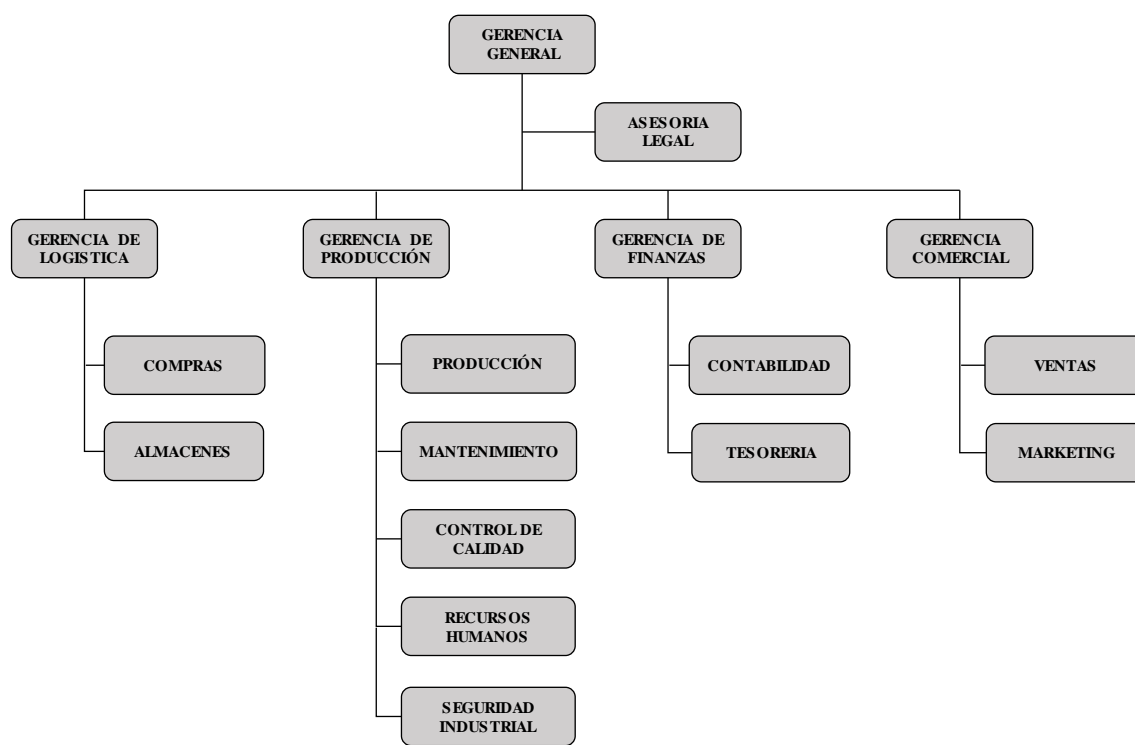 GERENCIA
GENERAL
ASESORIA
LEGAL
GERENCIA DE
LOGISTICA
GERENCIA DE
PRODUCCIÓN
GERENCIA DE
FINANZAS
GERENCIA
COMERCIAL
COMPRAS
PRODUCCIÓN
CONTABILIDAD
VENTAS
ALMACENES
MANTENIMIENTO
TESORERIA
MARKETING
CONTROL DE
CALIDAD
RECURSOS
HUMANOS
SEGURIDAD
INDUSTRIAL